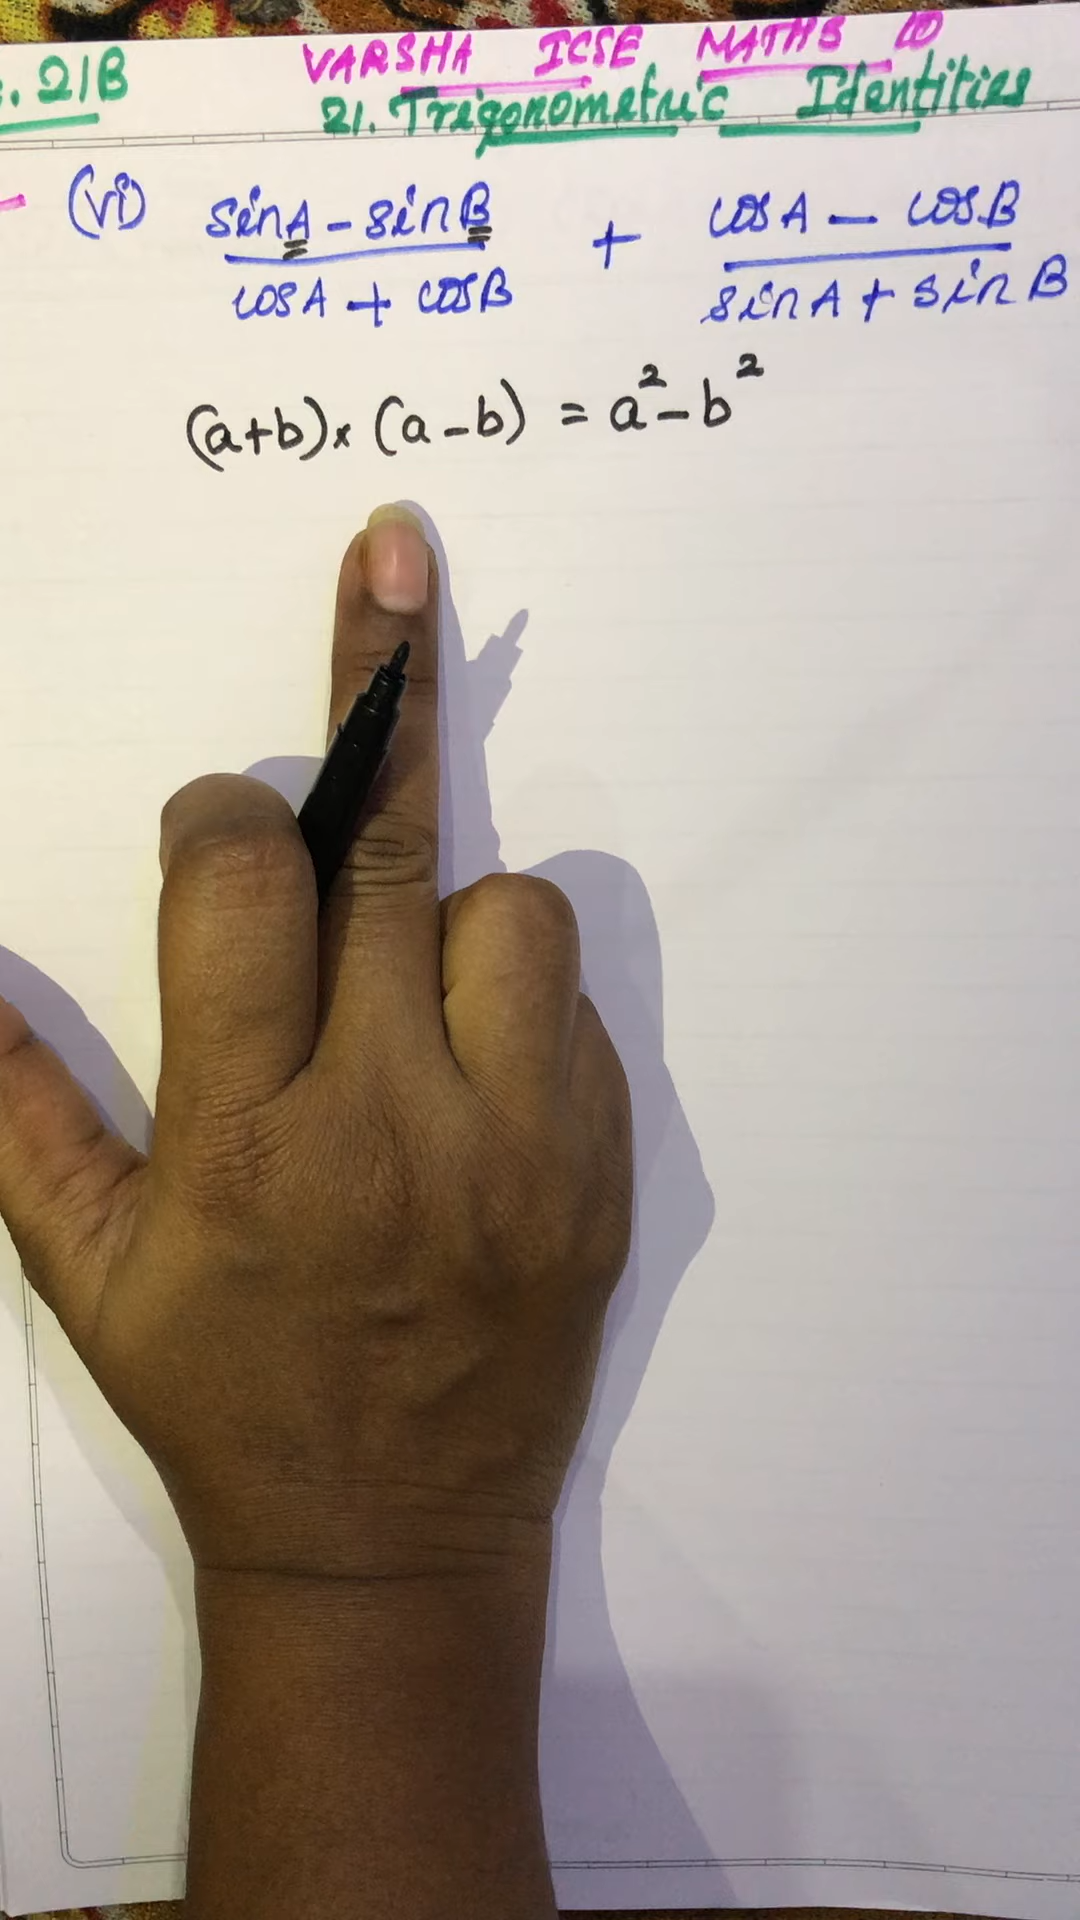 . 21B VARSHA ICSE MATHS 10
21. Trigonometric Identities
(vi) sinA - sinB / cosA + cosB + cosA - cosB / sinA + sinB
(a+b) × (a-b) = a² - b²